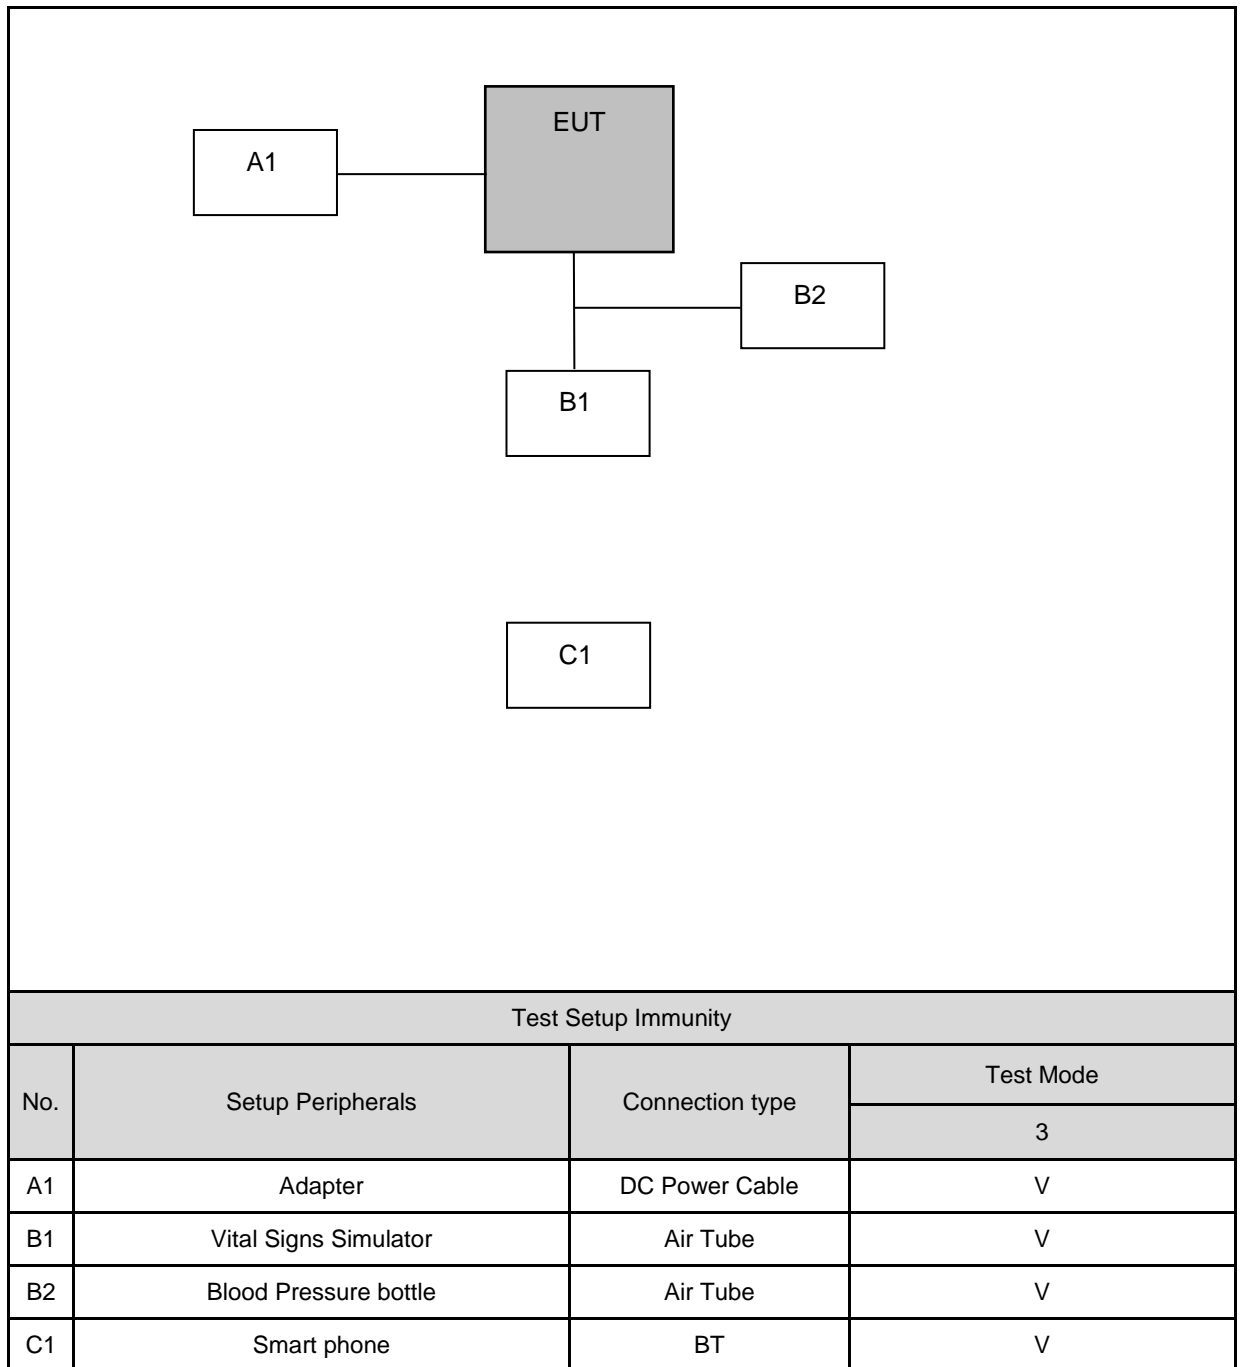 EUT
A1
B2
B1
C1
Test Setup Immunity
No. Setup Peripherals Connection type Test Mode
3
A1 Adapter DC Power Cable V
B1 Vital Signs Simulator Air Tube V
B2 Blood Pressure bottle Air Tube V
C1 Smart phone BT V